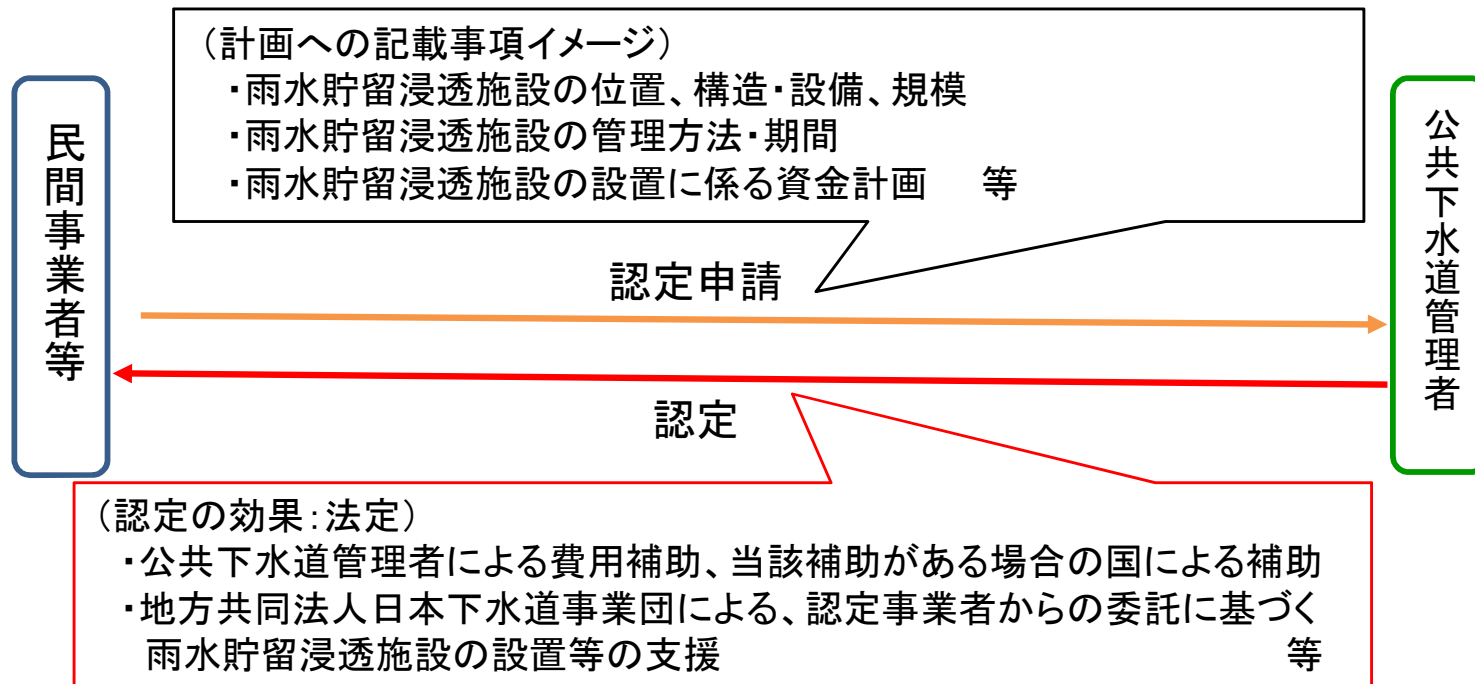 （計画への記載事項イメージ）
・雨水貯留浸透施設の位置、構造・設備、規模
・雨水貯留浸透施設の管理方法・期間
・雨水貯留浸透施設の設置に係る資金計画　等
民間事業者等
公共下水道管理者
認定申請
認定
（認定の効果：法定）
・公共下水道管理者による費用補助、当該補助がある場合の国による補助
・地方共同法人日本下水道事業団による、認定事業者からの委託に基づく
雨水貯留浸透施設の設置等の支援　等